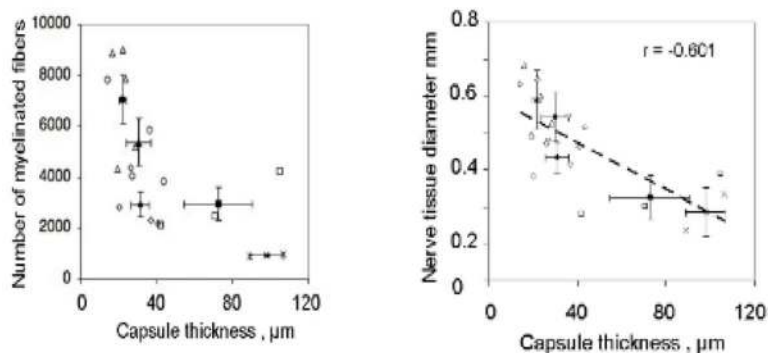 10000
8000
6000
4000
2000
0
0 40 80 120
Number of myelinated fibers
Capsule thickness , µm
0.8
0.6
0.4
0.2
0
0 40 80 120
Nerve tissue diameter mm
r = -0.601
Capsule thickness , µm